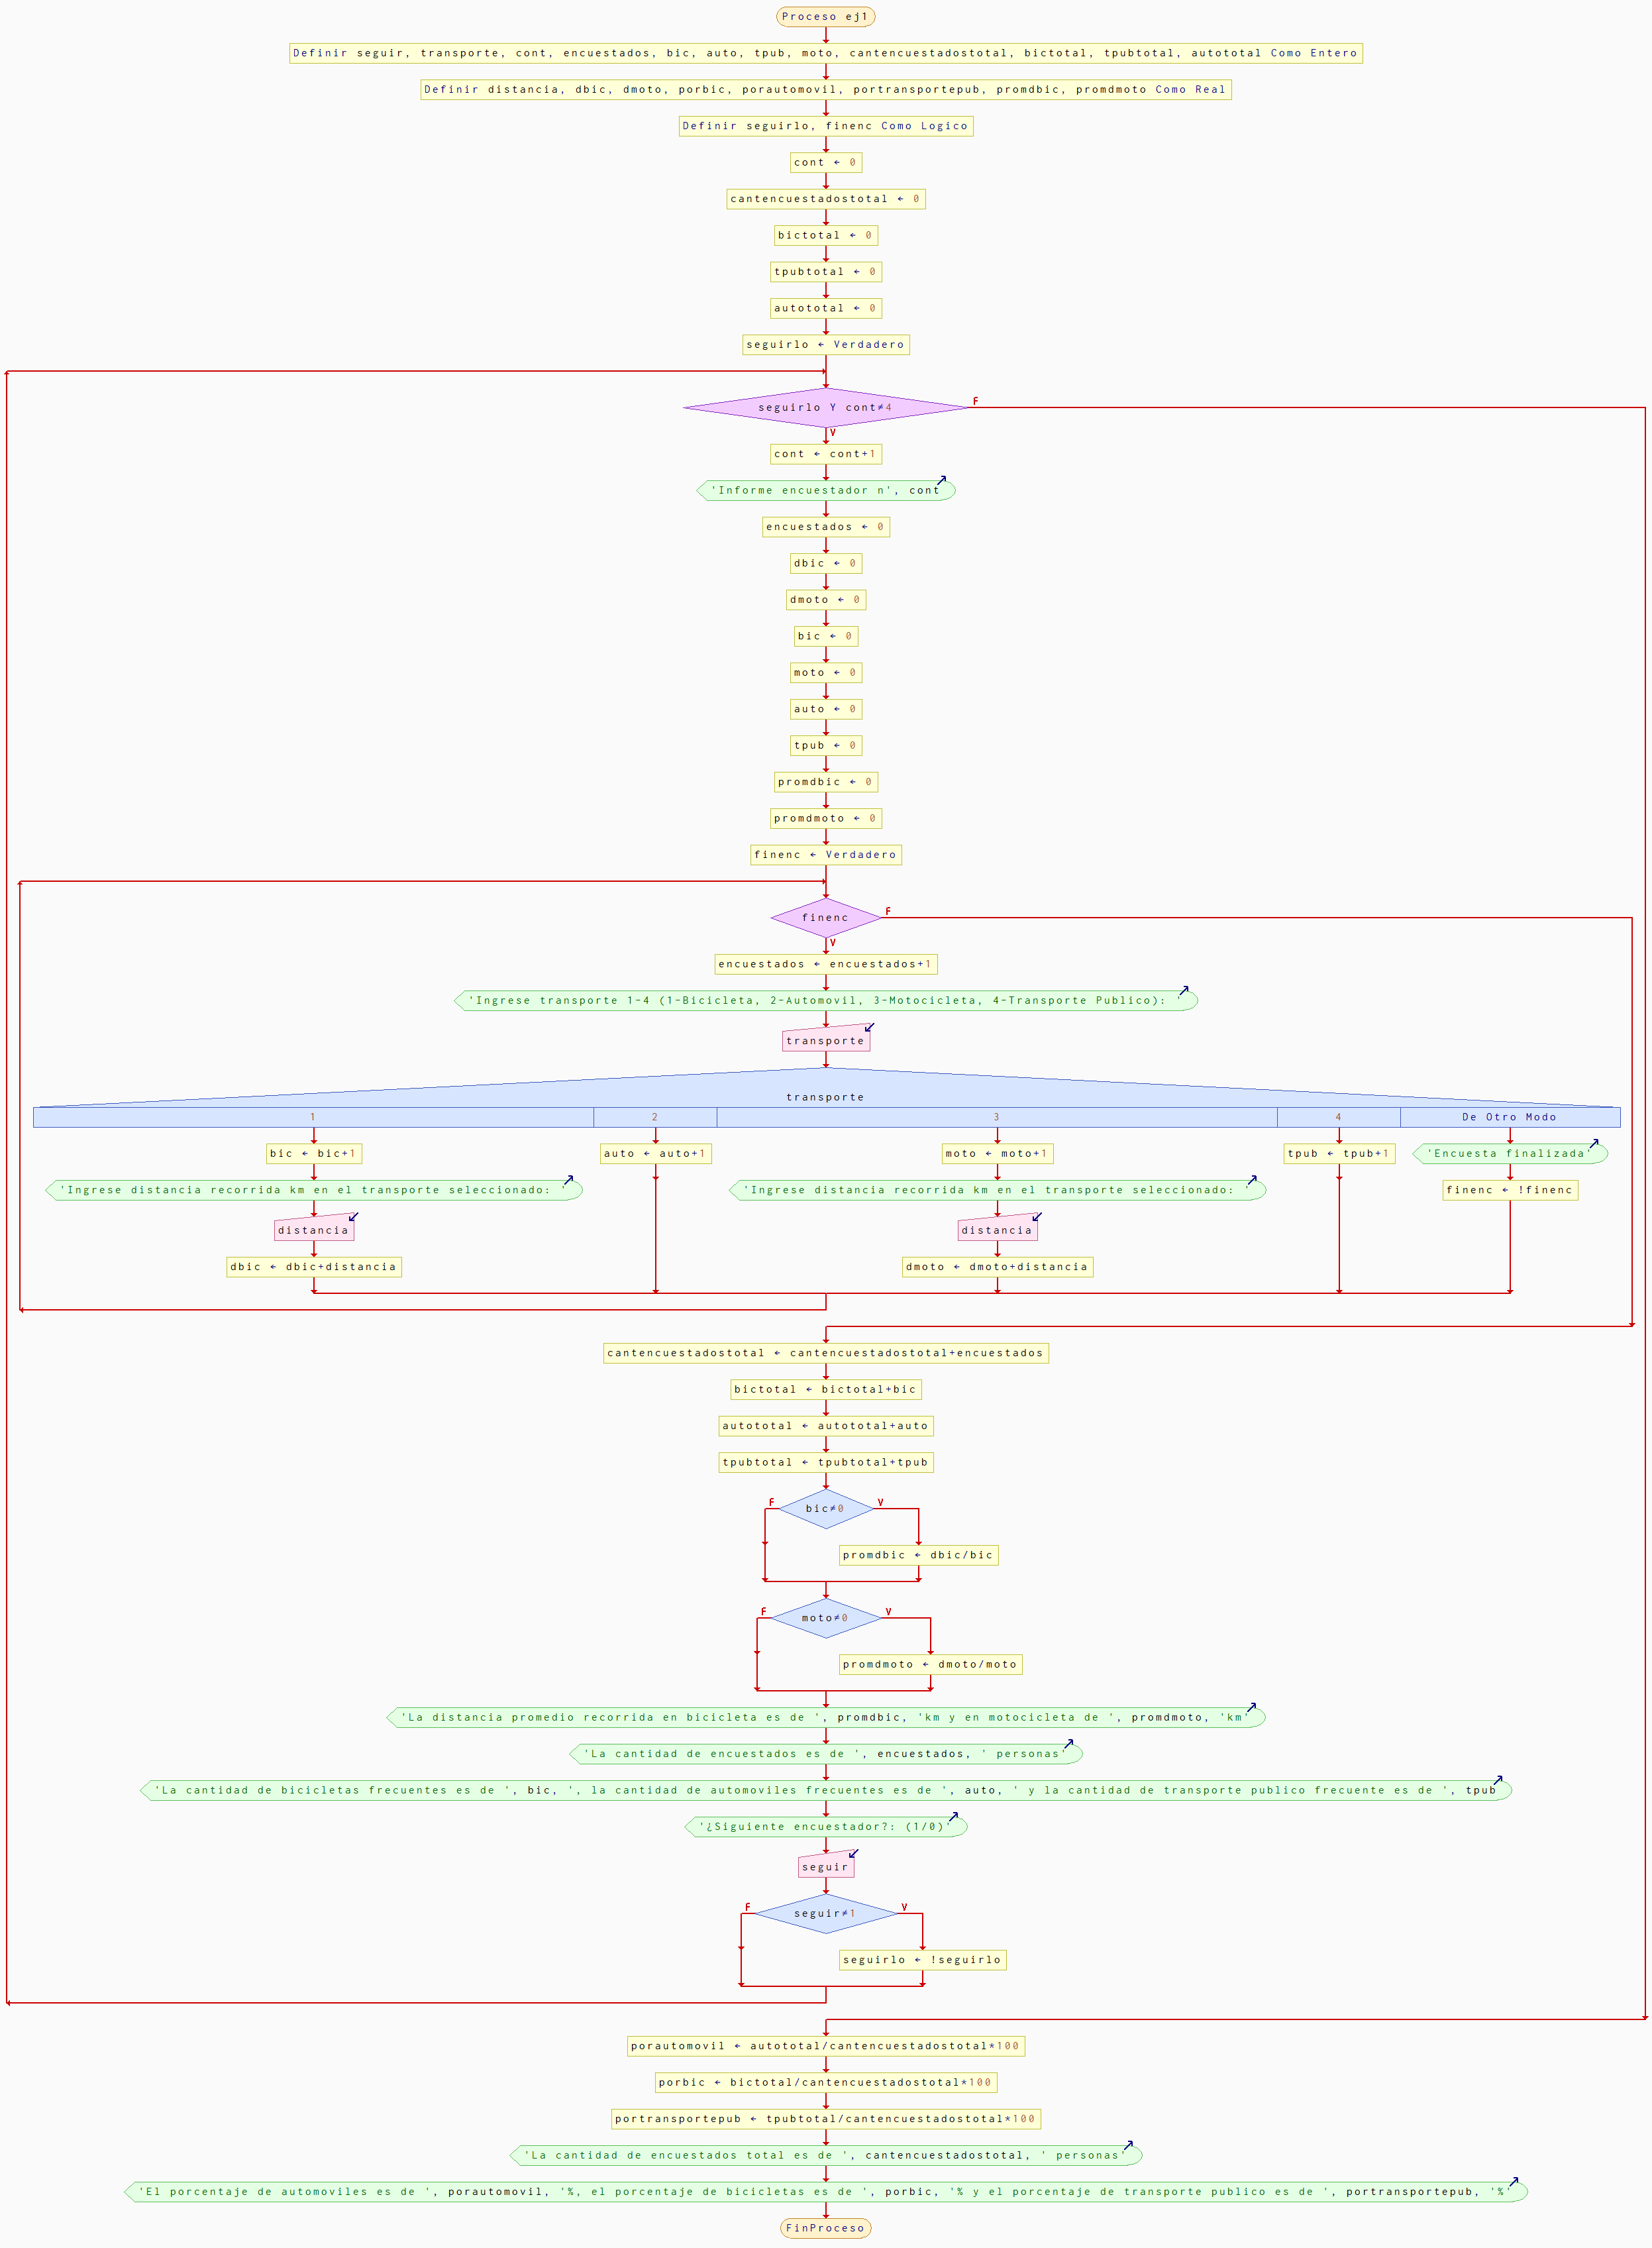 Proceso ej1
Definir seguir, transporte, cont, encuestados, bic, auto, tpub, moto, cantencuestadostotal, bictotal, tpubtotal, autototal Como Entero
Definir distancia, dbic, dmoto, porbic, porautomovil, portransportepub, promdbic, promdmoto Como Real
Definir seguirlo, finenc Como Logico
cont ← 0
cantencuestadostotal ← 0
bictotal ← 0
tpubtotal ← 0
autototal ← 0
seguirlo ← Verdadero
seguirlo Y cont≠4
F
V
cont ← cont+1
'Informe encuestador n', cont
encuestados ← 0
dbic ← 0
dmoto ← 0
bic ← 0
moto ← 0
auto ← 0
tpub ← 0
promdbic ← 0
promdmoto ← 0
finenc ← Verdadero
finenc
F
V
encuestados ← encuestados+1
'Ingrese transporte 1-4 (1-Bicicleta, 2-Automovil, 3-Motocicleta, 4-Transporte Publico): '
transporte
transporte
1 2 3 4 De Otro Modo
bic ← bic+1 auto ← auto+1 moto ← moto+1 tpub ← tpub+1 'Encuesta finalizada'
'Ingrese distancia recorrida km en el transporte seleccionado: ' 'Ingrese distancia recorrida km en el transporte seleccionado: ' finenc ← !finenc
distancia distancia
dbic ← dbic+distancia dmoto ← dmoto+distancia
cantencuestadostotal ← cantencuestadostotal+encuestados
bictotal ← bictotal+bic
autototal ← autototal+auto
tpubtotal ← tpubtotal+tpub
F bic≠0 V
promdbic ← dbic/bic
F moto≠0 V
promdmoto ← dmoto/moto
'La distancia promedio recorrida en bicicleta es de ', promdbic, 'km y en motocicleta de ', promdmoto, 'km'
'La cantidad de encuestados es de ', encuestados, ' personas'
'La cantidad de bicicletas frecuentes es de ', bic, ', la cantidad de automoviles frecuentes es de ', auto, ' y la cantidad de transporte publico frecuente es de ', tpub
'¿Siguiente encuestador?: (1/0)'
seguir
F seguir≠1 V
seguirlo ← !seguirlo
porautomovil ← autototal/cantencuestadostotal*100
porbic ← bictotal/cantencuestadostotal*100
portransportepub ← tpubtotal/cantencuestadostotal*100
'La cantidad de encuestados total es de ', cantencuestadostotal, ' personas'
'El porcentaje de automoviles es de ', porautomovil, '%, el porcentaje de bicicletas es de ', porbic, '% y el porcentaje de transporte publico es de ', portransportepub, '%'
FinProceso